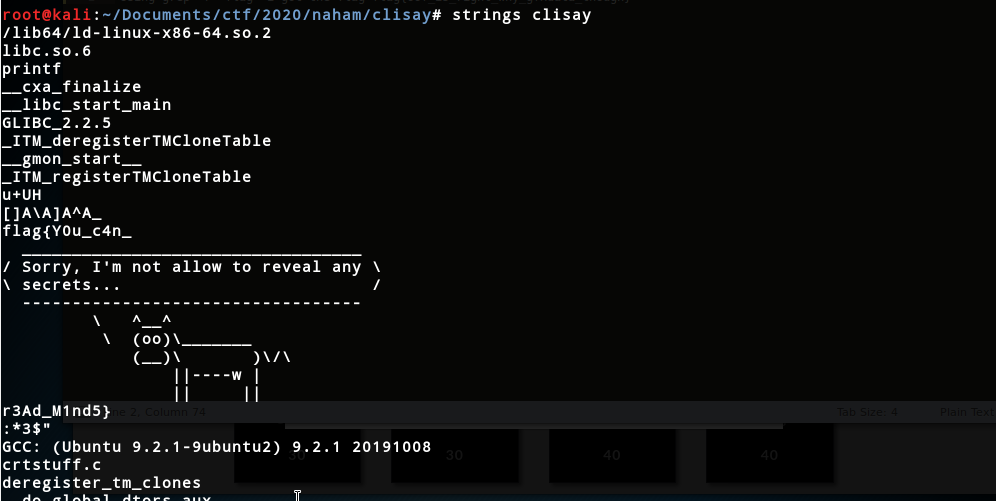 root@kali:~/Documents/ctf/2020/naham/clisay# strings clisay
/lib64/ld-linux-x86-64.so.2
libc.so.6
printf
__cxa_finalize
__libc_start_main
GLIBC_2.2.5
_ITM_deregisterTMCloneTable
__gmon_start__
_ITM_registerTMCloneTable
u+UH
[]A\A]A^A_
flag{Y0u_c4n_
  __________________________________
/ Sorry, I'm not allow to reveal any \
\ secrets...                         /
  ----------------------------------
         \   ^__^
          \  (oo)\_______
             (__)\       )\/\
                 ||----w |
                 ||     ||
r3Ad_M1nd5}
ne 2, Column 74
Tab Size: 4
Plain Text
:*3$"
GCC: (Ubuntu 9.2.1-9ubuntu2) 9.2.1 20191008
30
40
40
crtstuff.c
deregister_tm_clones
__do_global_dtors_aux